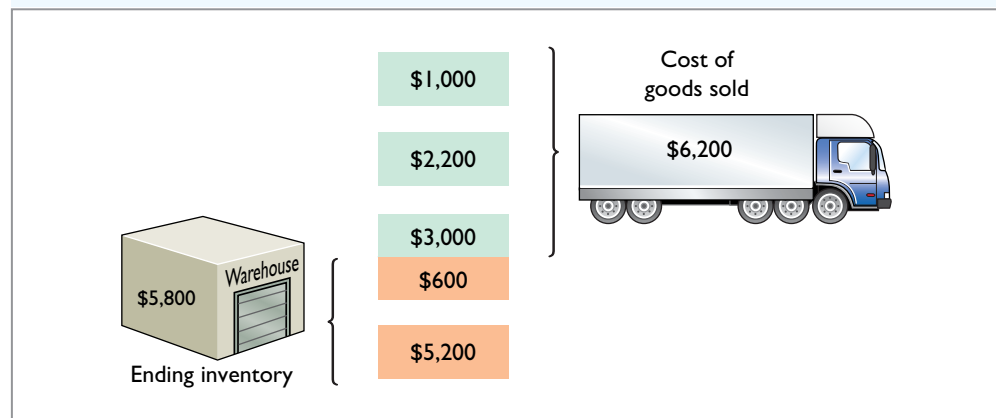 $1,000
$2,200
$3,000
$600
$5,200
Cost of
goods sold
$6,200
Warehouse
$5,800
Ending inventory